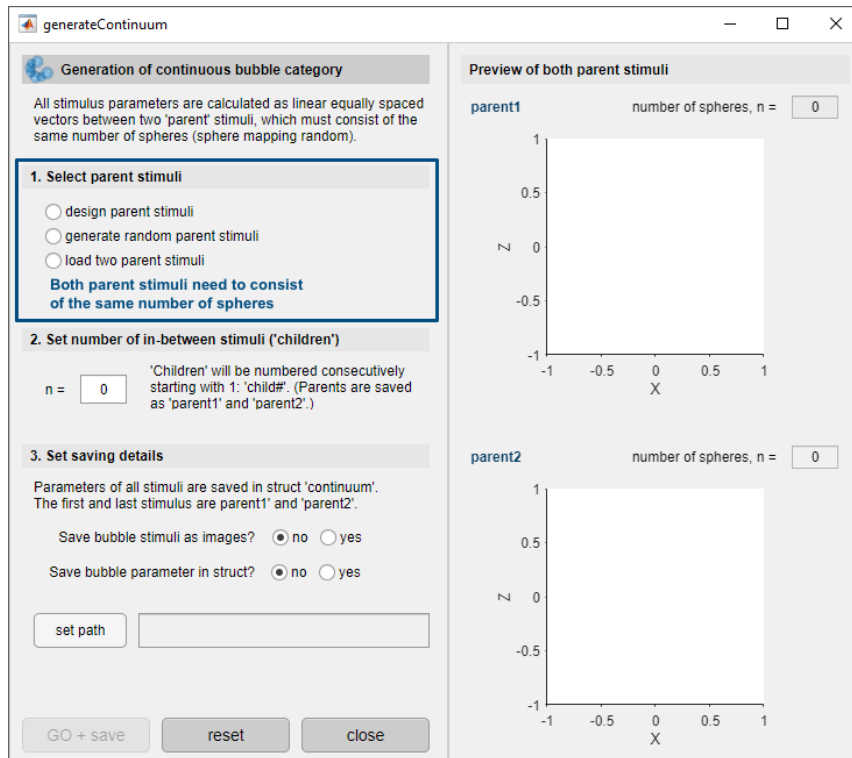 generateContinuum
Generation of continuous bubble category
All stimulus parameters are calculated as linear equally spaced
vectors between two 'parent' stimuli, which must consist of the
same number of spheres (sphere mapping random).
1. Select parent stimuli
design parent stimuli
generate random parent stimuli
load two parent stimuli
Both parent stimuli need to consist
of the same number of spheres
2. Set number of in-between stimuli ('children')
n =
0
'Children' will be numbered consecutively
starting with 1: 'child#'. (Parents are saved
as 'parent1' and 'parent2'.)
3. Set saving details
Parameters of all stimuli are saved in struct 'continuum'.
The first and last stimulus are parent1' and 'parent2'.
Save bubble stimuli as images? no yes
Save bubble parameter in struct? no yes
set path
GO + save reset close
Preview of both parent stimuli
parent1 number of spheres, n = 0
1
0.5
Z 0
-0.5
-1
-1 -0.5 0 0.5 1
X
parent2 number of spheres, n = 0
1
0.5
Z 0
-0.5
-1
-1 -0.5 0 0.5 1
X